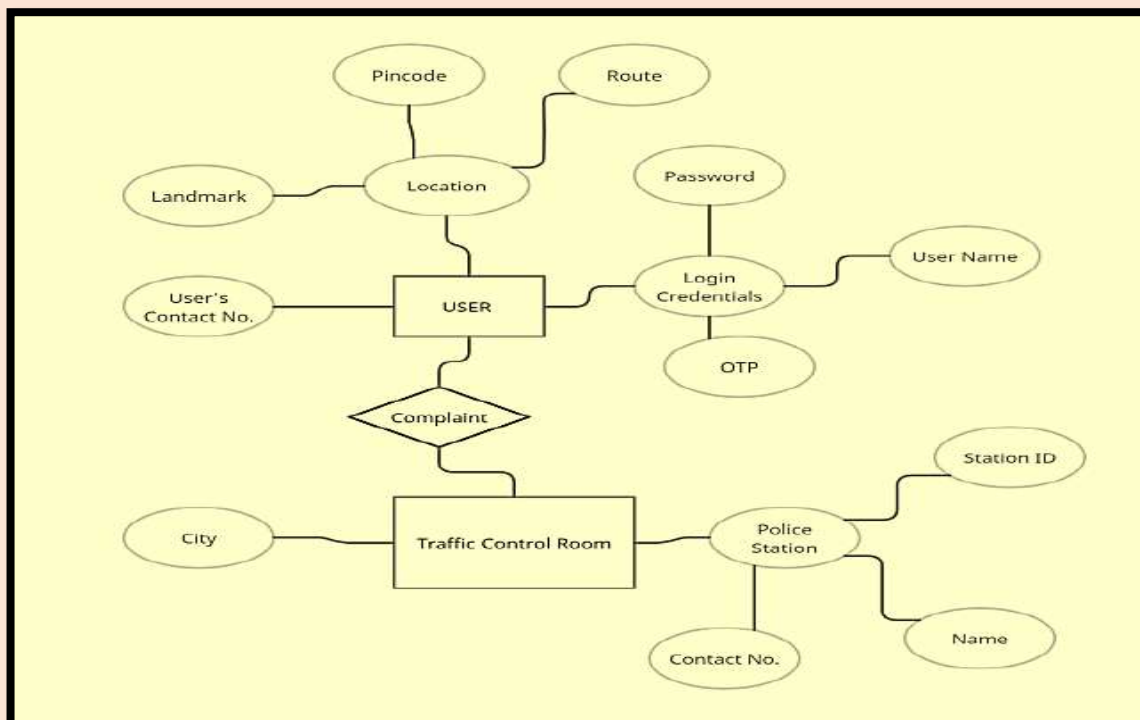 Pincode
Route
Password
Landmark
Location
User Name
Login
Credentials
User's
Contact No.
USER
OTP
Complaint
Station ID
City
Traffic Control Room
Police
Station
Name
Contact No.